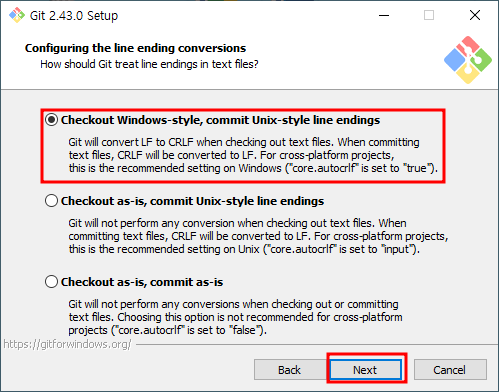 Git 2.43.0 Setup
Configuring the line ending conversions
How should Git treat line endings in text files?
Checkout Windows-style, commit Unix-style line endings
Git will convert LF to CRLF when checking out text files. When committing
text files, CRLF will be converted to LF. For cross-platform projects,
this is the recommended setting on Windows ("core.autocrlf" is set to "true").
Checkout as-is, commit Unix-style line endings
Git will not perform any conversion when checking out text files. When
committing text files, CRLF will be converted to LF. For cross-platform projects,
this is the recommended setting on Unix ("core.autocrlf" is set to "input").
Checkout as-is, commit as-is
Git will not perform any conversions when checking out or committing
text files. Choosing this option is not recommended for cross-platform
projects ("core.autocrlf" is set to "false").
https://gitforwindows.org/
Back
Next
Cancel